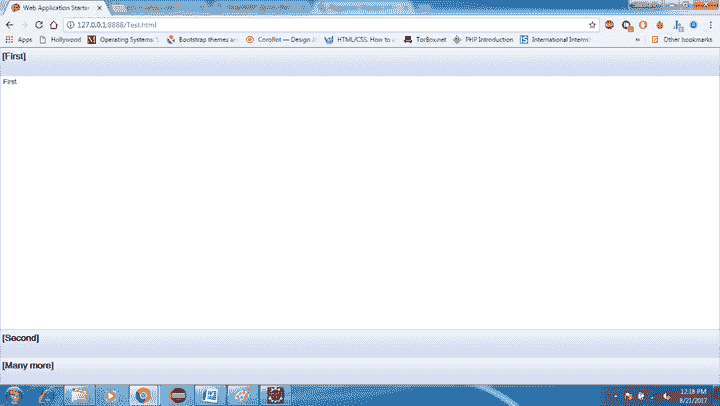 Web Application Starter
127.0.0.1:8888/Test.html
Apps Hollywood Operating Systems: Bootstrap themes an Coroflot — Design Jo HTML/CSS. How to TorBox.net PHP Introduction International Interns » Other bookmarks
[First]
First
[Second]
[Many more]
12:18 PM
8/21/2017